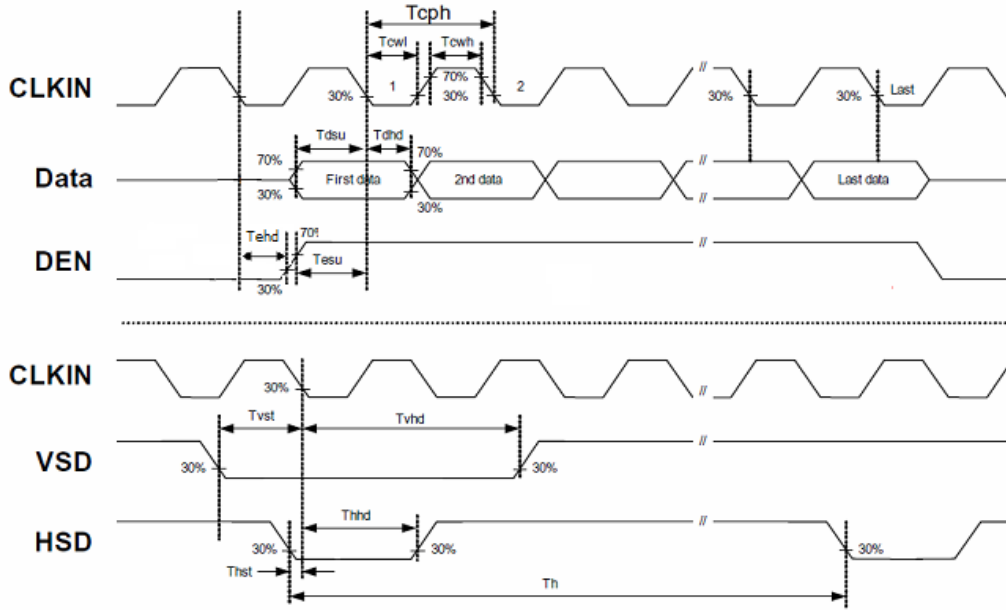 Tcph
Tcwl Tcwh
CLKIN 30% 1 70% 30% 2 // 30% 30% Last
Tdsu Tdhd
70% 70%
Data First data 2nd data // Last data
30% 30% //
70%
Tehd
DEN Tesu //
30%
CLKIN 30% //
Tvst Tvhd
VSD 30% 30% //
Thhd
HSD 30% 30% // 30%
Thst
Th